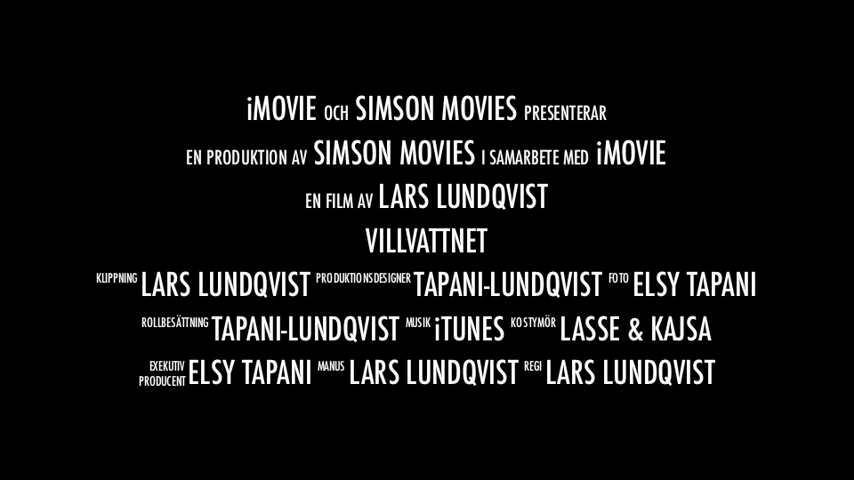 iMOVIE OCH SIMSON MOVIES PRESENTERAR
EN PRODUKTION AV SIMSON MOVIES I SAMARBETE MED iMOVIE
EN FILM AV LARS LUNDQVIST
VILLVATTNET
KLIPPNING LARS LUNDQVIST PRODUKTIONSDESIGNER TAPANI-LUNDQVIST FOTO ELSY TAPANI
ROLLBESÄTTNING TAPANI-LUNDQVIST MUSIK iTUNES KOSTYMÖR LASSE & KAJSA
EXEKUTIV PRODUCENT ELSY TAPANI MANUS LARS LUNDQVIST REGI LARS LUNDQVIST